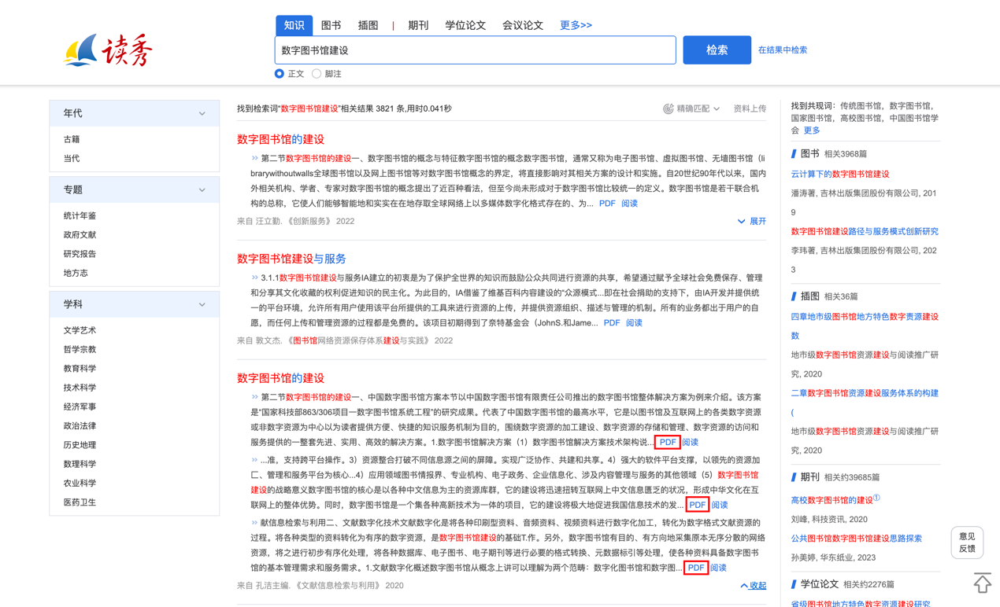 读秀
知识 图书 插图 | 期刊 学位论文 会议论文 更多>>
数字图书馆建设
检索
在结果中检索
正文 脚注
年代
古籍
当代
专题
统计年鉴
政府文献
研究报告
地方志
学科
文学艺术
哲学宗教
教育科学
技术科学
经济军事
政治法律
历史地理
数理科学
农业科学
医药卫生
找到检索词“数字图书馆建设”相关结果 3821 条,用时0.041秒
精确匹配 资料上传
数字图书馆的建设
第二节数字图书馆的建设一、数字图书馆的概念与特征教字图书馆的概念数字图书馆，通常又称为电子图书馆、虚拟图书馆、无墙图书馆（li
brarywithoutwalls全球图书馆以及网上图书馆等对数字图书馆概念的界定，将直接影晌对其相关方案的设计和实施。自20世纪90年代以来，国内
外相关机构、学者、专家对数字图书馆的概念提出了近百种看法，但至今尚未形成对于数字图书馆比较统一的定义。数字图书馆是若干联合机
构的总称，它使人们能够智能地和实实在在地存取全球网络上以多媒体数字化格式存在的、为... PDF 阅读
来自 汪立勤. 《创新服务》 2022
展开
数字图书馆建设与服务
3.1.1数字图书馆建设与服务IA建立的初衷是为了保护全世界的知识而鼓励公众共同进行资源的共享，希望通过赋予全球社会免费保存、管理
和分享其文化收藏的权利促进知识的民主化。为此目的，IA借鉴了维基百科内容建设的“众源模式...即在社会捐助的支持下，由IA开发并提供统
一的平台环境，允许所有用户使用该平台所提供的工具来进行资源的上传，并提供资源组织、描述与管理的机制。所有的业务都出于用户的自
愿，而任何上传和管理资源的过程都是免费的。该项目初期得到了奈特基金会（JohnS.和Jame... PDF 阅读
来自 敦文杰. 《图书馆网络资源保存体系建设与实践》 2022
数字图书馆的建设
第二节数字图书馆的建设一、中国数字图书馆方案本节以中国数字图书馆有限责任公司推出的数字图书馆整体解决方案为例来介绍。该方案
是“国家科技部863/306项目一数字图书馆系统工程”的研究成果。代表了中国数字图书馆的最高水平，它是以图书馆及互联网上的各类数字资源
或非数字资源为中心以为读者提供方便、快捷的知识服务机制为目的，围绕数字资源的加工建设、数字资源的存储和管理、数字资源的访问和
服务提供的一整套先进、实用、高效的解决方案。1.数字图书馆解决方案（1）数字图书馆解决方案技术架构说... PDF 阅读
...准，支持跨平台操作。3）资源整合打破不同信息源之间的屏障。实现广泛协作、共建和共享。4）强大的软件平台支撑，以领先的资源加
匚、管理和服务平台为核心...4）应用领域图书情报界、专业机构、电子政务、企业信息化、涉及内容管理与服务的其他领域（5）数字图书馆
建设的战略意义数字图书馆的核心是以各种中文信息为主的资源库群，它的建设将迅速扭转互联网上中文信息匮乏的状况，形成中华文化在互
联网上的整体优势。同时，数字图书馆是一个集各种高新技术为一体的项目，它的建设将极大地促进我国信息技术的发... PDF 阅读
献信息检索与利用二、文献数字化技术文献数字化是将各种印刷型资料、音频资料、视频资料进行数字化加工，转化为数字格式文献资源的
过程。将各种类型的资料转化为有序的数字资源，是数字图书馆建设的基础T.作。另外，数字图书馆有目的、有方向地采集原本无序分散的网络
资源，将之进行初步有序化处理，将各种数据库、电子图书、电子期刊等进行必要的格式转换、元数据标引等处理，使各种资料具备数字图书
馆的基本管理需求和服务需求。1.文献数字化概述数字图书馆从概念上讲可以理解为两个范畴：数字化图书馆和数字图... PDF 阅读
来自 孔洁主编. 《文献信息检索与利用》 2020
收起
找到共现词：传统图书馆，数字图书馆，
国家图书馆，高校图书馆，中国图书馆学
会 更多
图书 相关3968篇
云计算下的数字图书馆建设
潘涛著, 吉林出版集团股份有限公司, 201
9
数字图书馆建设路径与服务模式创新研究
李玮著, 吉林出版集团股份有限公司, 202
3
插图 相关36篇
四章地市级图书馆地方特色数字责源建设
数
地市级数字图书馆资源建设与阅读推广研
究, 2020
二章数字图书馆资源建设服务体系的构建
(
地市级数字图书馆资源建设与阅读推广研
究, 2020
期刊 相关约39685篇
高校数字图书馆的建设①
刘峰, 科技资讯, 2020
公共图书馆数字图书馆建设思路探索
孙美婷, 华东纸业, 2023
学位论文 相关约2276篇
省级图书馆地方特色数字资源建设研究
意见
反馈